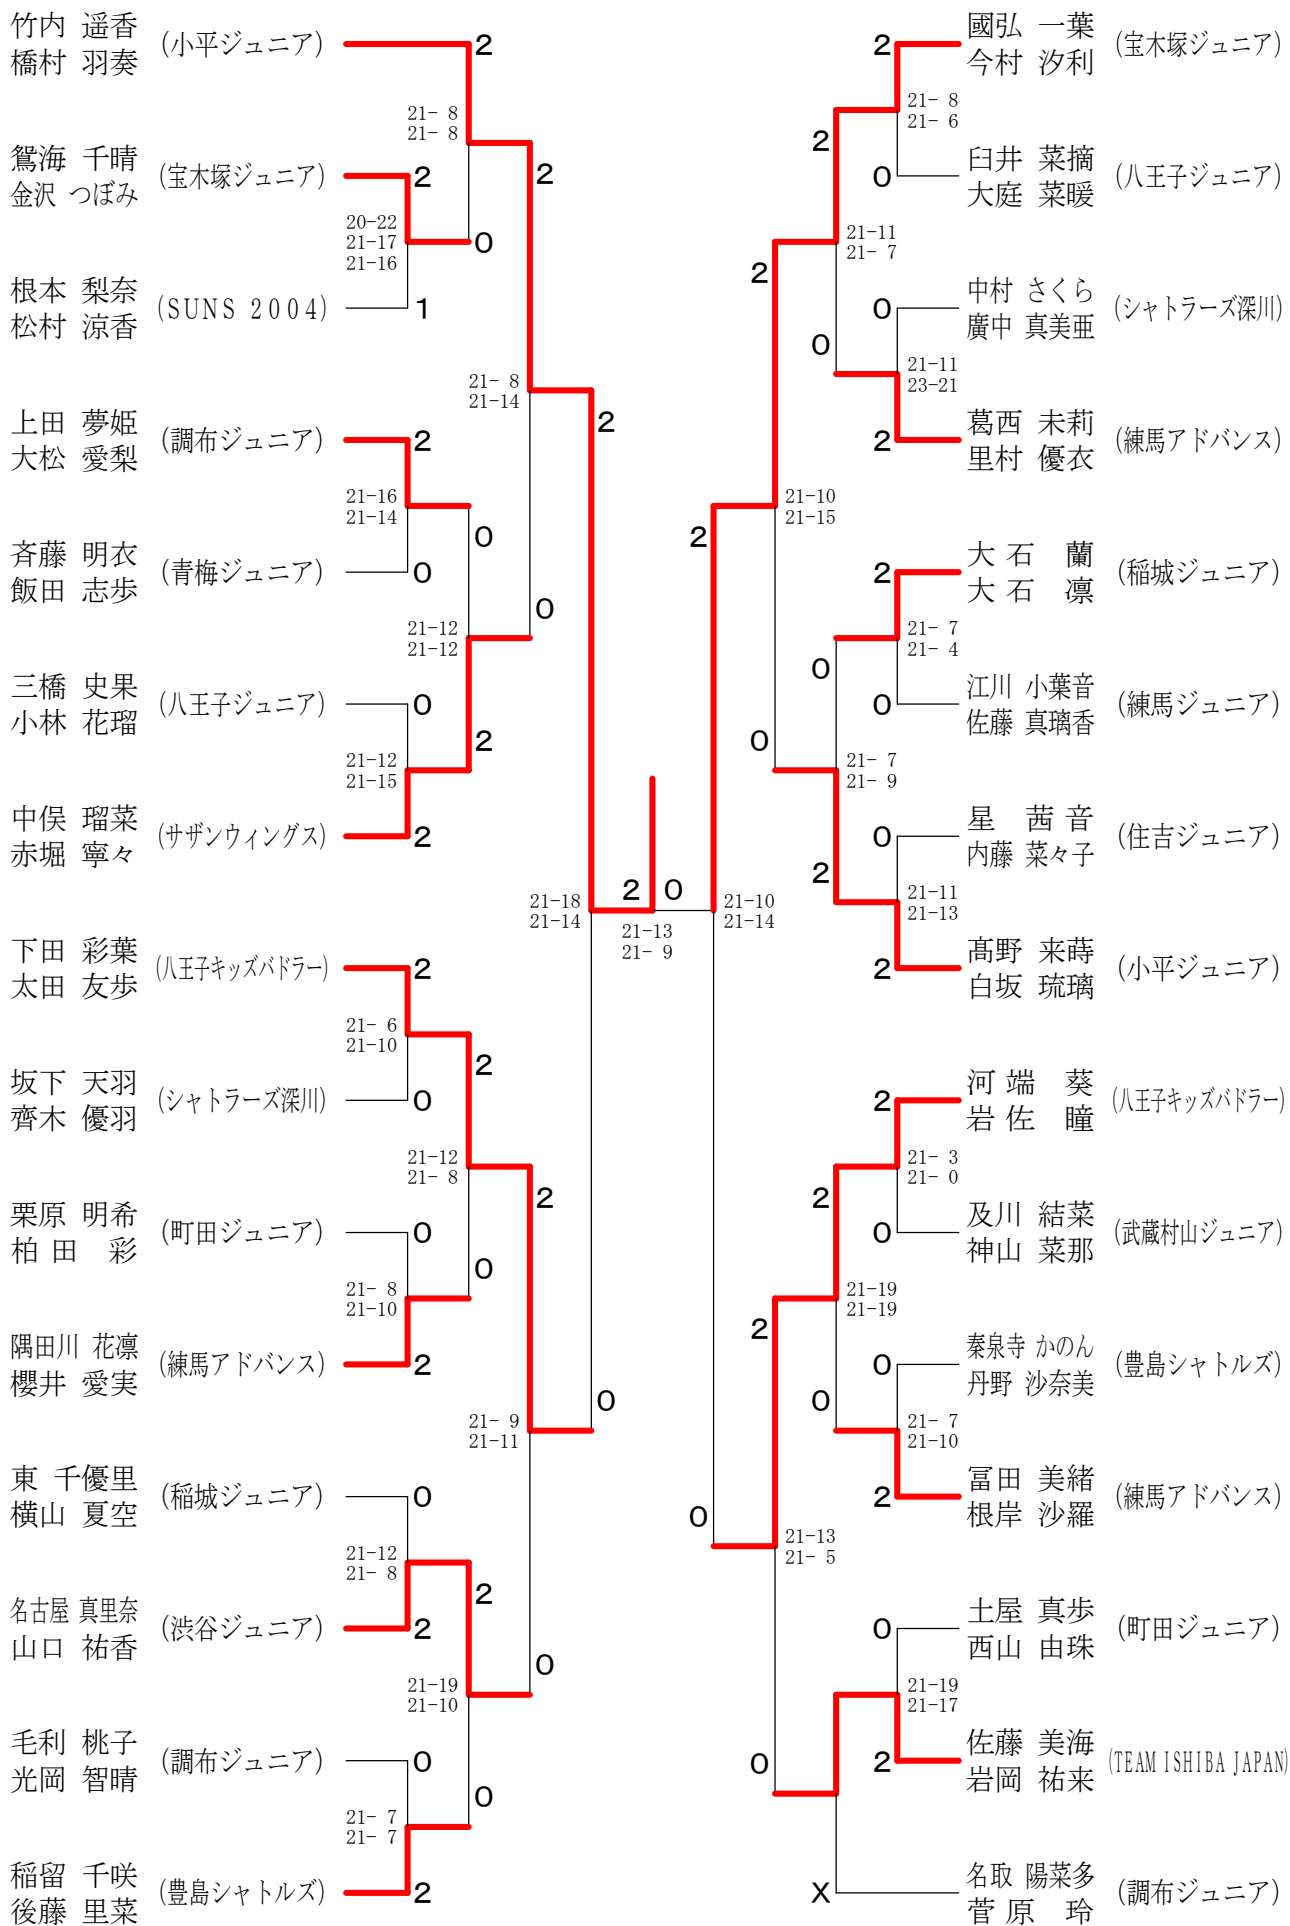 竹内 遥香
橋村 羽奏
(小平ジュニア)
2
21- 8
21- 8
鴛海 千晴
金沢 つぼみ
(宝木塚ジュニア)
2
2
20-22
21-17
21-16
0
根本 梨奈
松村 涼香
(SUNS 2004)
1
21- 8
21-14
2
上田 夢姫
大松 愛梨
(調布ジュニア)
2
21-16
21-14
0
斉藤 明衣
飯田 志歩
(青梅ジュニア)
0
0
21-12
21-12
三橋 史果
小林 花瑠
(八王子ジュニア)
0
2
21-12
21-15
中俣 瑠菜
赤堀 寧々
(サザンウィングス)
2
21-18
21-14
2
0
21-13
21- 9
下田 彩葉
太田 友歩
(八王子キッズバドラー)
2
21- 6
21-10
2
坂下 天羽
齊木 優羽
(シャトラーズ深川)
0
21-12
21- 8
2
栗原 明希
柏田 彩
(町田ジュニア)
0
0
21- 8
21-10
隅田川 花凛
櫻井 愛実
(練馬アドバンス)
2
0
21- 9
21-11
東 千優里
横山 夏空
(稲城ジュニア)
0
21-12
21- 8
2
名古屋 真里奈
山口 祐香
(渋谷ジュニア)
2
0
21-19
21-10
毛利 桃子
光岡 智晴
(調布ジュニア)
0
0
21- 7
21- 7
稲留 千咲
後藤 里菜
(豊島シャトルズ)
2
2
國弘 一葉
今村 汐利
(宝木塚ジュニア)
21- 8
21- 6
2
0
臼井 菜摘
大庭 菜暖
(八王子ジュニア)
21-11
21- 7
2
0
中村 さくら
廣中 真美亜
(シャトラーズ深川)
0
21-11
23-21
2
葛西 未莉
里村 優衣
(練馬アドバンス)
21-10
21-15
2
2
大石 蘭
大石 凛
(稲城ジュニア)
21- 7
21- 4
0
0
江川 小葉音
佐藤 真璃香
(練馬ジュニア)
0
21- 7
21- 9
0
星 茜音
内藤 菜々子
(住吉ジュニア)
2
21-11
21-13
21-10
21-14
2
髙野 来蒔
白坂 琉璃
(小平ジュニア)
2
河端 葵
岩佐 瞳
(八王子キッズバドラー)
21- 3
21- 0
2
0
及川 結菜
神山 菜那
(武蔵村山ジュニア)
21-19
21-19
2
0
秦泉寺 かのん
丹野 沙奈美
(豊島シャトルズ)
0
21- 7
21-10
2
冨田 美緒
根岸 沙羅
(練馬アドバンス)
0
21-13
21- 5
0
土屋 真歩
西山 由珠
(町田ジュニア)
21-19
21-17
0
2
佐藤 美海
岩岡 祐来
(TEAM ISHIBA JAPAN)
X
名取 陽菜多
菅原 玲
(調布ジュニア)